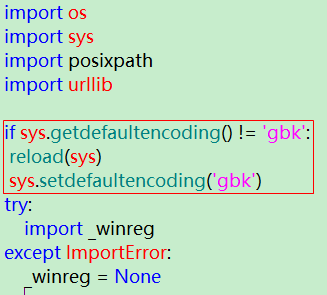 import os
import sys
import posixpath
import urllib
if sys.getdefaultencoding() != 'gbk':
reload(sys)
sys.setdefaultencoding('gbk')
try:
import _winreg
except ImportError:
_winreg = None